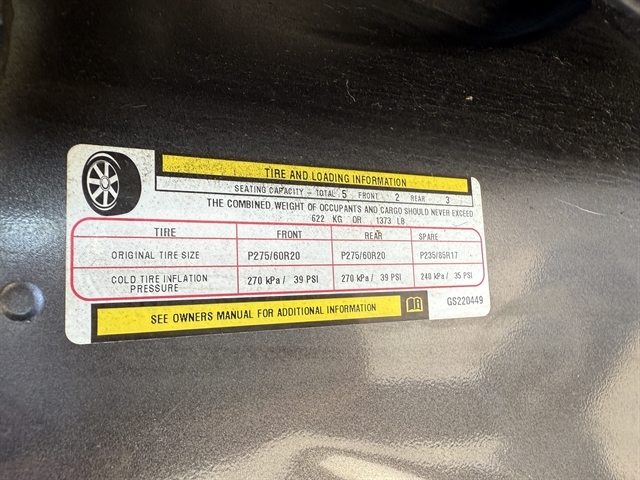 TIRE AND LOADING INFORMATION
SEATING CAPACITY - TOTAL 5 FRONT 2 REAR 3
THE COMBINED WEIGHT OF OCCUPANTS AND CARGO SHOULD NEVER EXCEED
622 KG OR 1373 LB
TIRE FRONT REAR SPARE
ORIGINAL TIRE SIZE P275/60R20 P275/60R20 P235/85R17
COLD TIRE INFLATION PRESSURE 270 kPa / 39 PSI 270 kPa / 39 PSI 240 kPa / 35 PSI
SEE OWNERS MANUAL FOR ADDITIONAL INFORMATION
GS220449